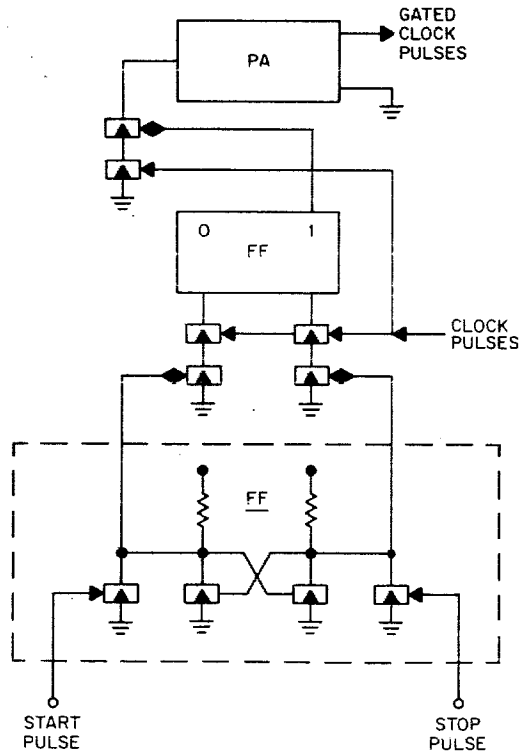 GATED
CLOCK
PULSES
PA
0 1
FF
CLOCK
PULSES
FF
START
PULSE
STOP
PULSE